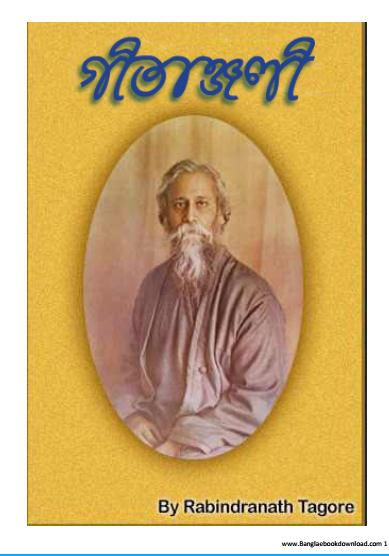 গীতাঞ্জলী
By Rabindranath Tagore
www.Banglaebookdownload.com 1